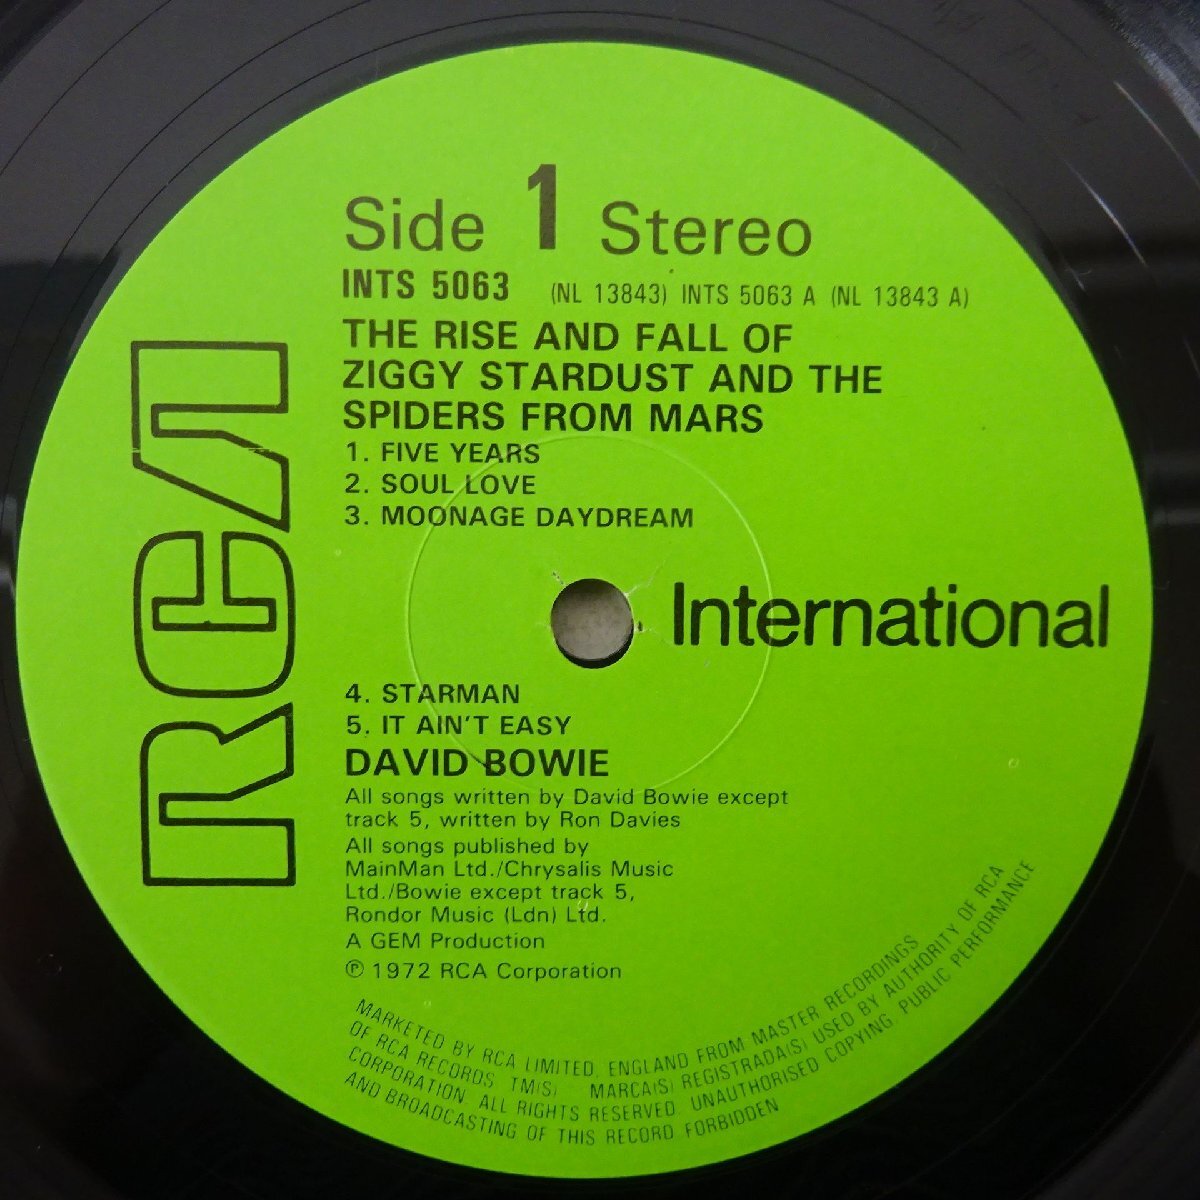 Side 1 Stereo
INTS 5063 (NL 13843) INTS 5063 A (NL 13843 A)
THE RISE AND FALL OF
ZIGGY STARDUST AND THE
SPIDERS FROM MARS
1. FIVE YEARS
2. SOUL LOVE
3. MOONAGE DAYDREAM
RCA
International
4. STARMAN
5. IT AIN'T EASY
DAVID BOWIE
All songs written by David Bowie except
track 5, written by Ron Davies
All songs published by
MainMan Ltd./Chrysalis Music
Ltd./Bowie except track 5,
Rondor Music (Ldn) Ltd.
A GEM Production
℗ 1972 RCA Corporation
MARKETED BY RCA LIMITED, ENGLAND FROM MASTER RECORDINGS
OF RCA RECORDS TM(S) MARCA(S) REGISTRADA(S) USED BY AUTHORITY OF RCA
CORPORATION ALL RIGHTS RESERVED UNAUTHORISED COPYING PUBLIC PERFORMANCE
AND BROADCASTING OF THIS RECORD FORBIDDEN